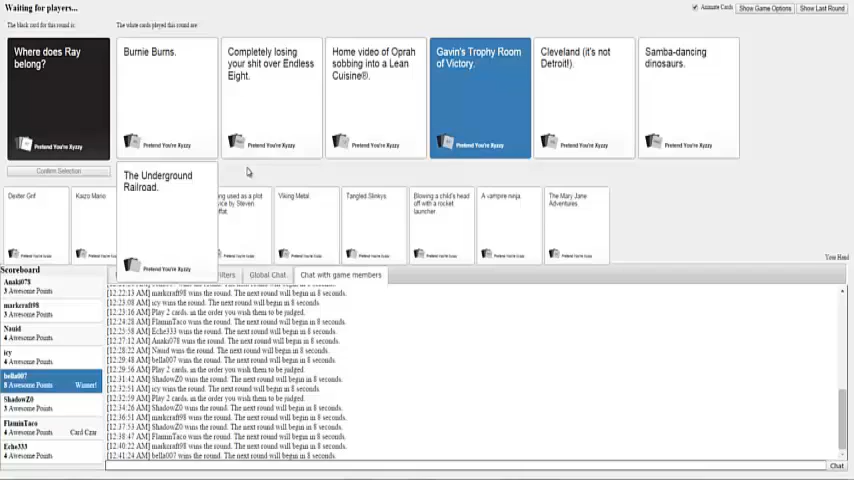 Waiting for players...
Animate Cards
Show Game Options
Show Last Round
The black card for this round is:
The white cards played this round are:
Where does Ray
belong?
Pretend You're Xyzzy
Burnie Burns.
Pretend You're Xyzzy
Completely losing
your shit over Endless
Eight.
Pretend You're Xyzzy
Home video of Oprah
sobbing into a Lean
Cuisine®.
Pretend You're Xyzzy
Gavin's Trophy Room
of Victory.
Pretend You're Xyzzy
Cleveland (it's not
Detroit!).
Pretend You're Xyzzy
Samba-dancing
dinosaurs.
Pretend You're Xyzzy
Confirm Selection
The Underground
Railroad.
Pretend You're Xyzzy
Dexter Grif
Kaizo Mario
ng used as a plot
vice by Steven
ffat.
Viking Metal.
Tangled Slinkys.
Blowing a child's head
off with a rocket
launcher.
A vampire ninja.
The Mary Jane
Adventures.
Your Hand
Scoreboard
Anaki078
3 Awesome Points
markcraft98
3 Awesome Points
Nauid
4 Awesome Points
icy
4 Awesome Points
bella007
8 Awesome Points Winner!
ShadowZ0
3 Awesome Points
FlaminTaco
4 Awesome Points Card Czar
Eche333
4 Awesome Points
ilters
Global Chat
Chat with game members
[12:22:13 AM] markcraft98 wins the round. The next round will begin in 8 seconds.
[12:23:08 AM] icy wins the round. The next round will begin in 8 seconds.
[12:23:16 AM] Play 2 cards, in the order you wish them to be judged.
[12:24:28 AM] FlaminTaco wins the round. The next round will begin in 8 seconds.
[12:25:58 AM] Eche333 wins the round. The next round will begin in 8 seconds.
[12:27:12 AM] Anaki078 wins the round. The next round will begin in 8 seconds.
[12:28:22 AM] Nauid wins the round. The next round will begin in 8 seconds.
[12:29:48 AM] bella007 wins the round. The next round will begin in 8 seconds.
[12:29:56 AM] Play 2 cards, in the order you wish them to be judged.
[12:31:42 AM] ShadowZ0 wins the round. The next round will begin in 8 seconds.
[12:32:51 AM] icy wins the round. The next round will begin in 8 seconds.
[12:32:59 AM] Play 2 cards, in the order you wish them to be judged.
[12:34:26 AM] ShadowZ0 wins the round. The next round will begin in 8 seconds.
[12:36:51 AM] markcraft98 wins the round. The next round will begin in 8 seconds.
[12:37:53 AM] ShadowZ0 wins the round. The next round will begin in 8 seconds.
[12:38:47 AM] FlaminTaco wins the round. The next round will begin in 8 seconds.
[12:40:22 AM] markcraft98 wins the round. The next round will begin in 8 seconds.
[12:41:24 AM] bella007 wins the round. The next round will begin in 8 seconds.
Chat